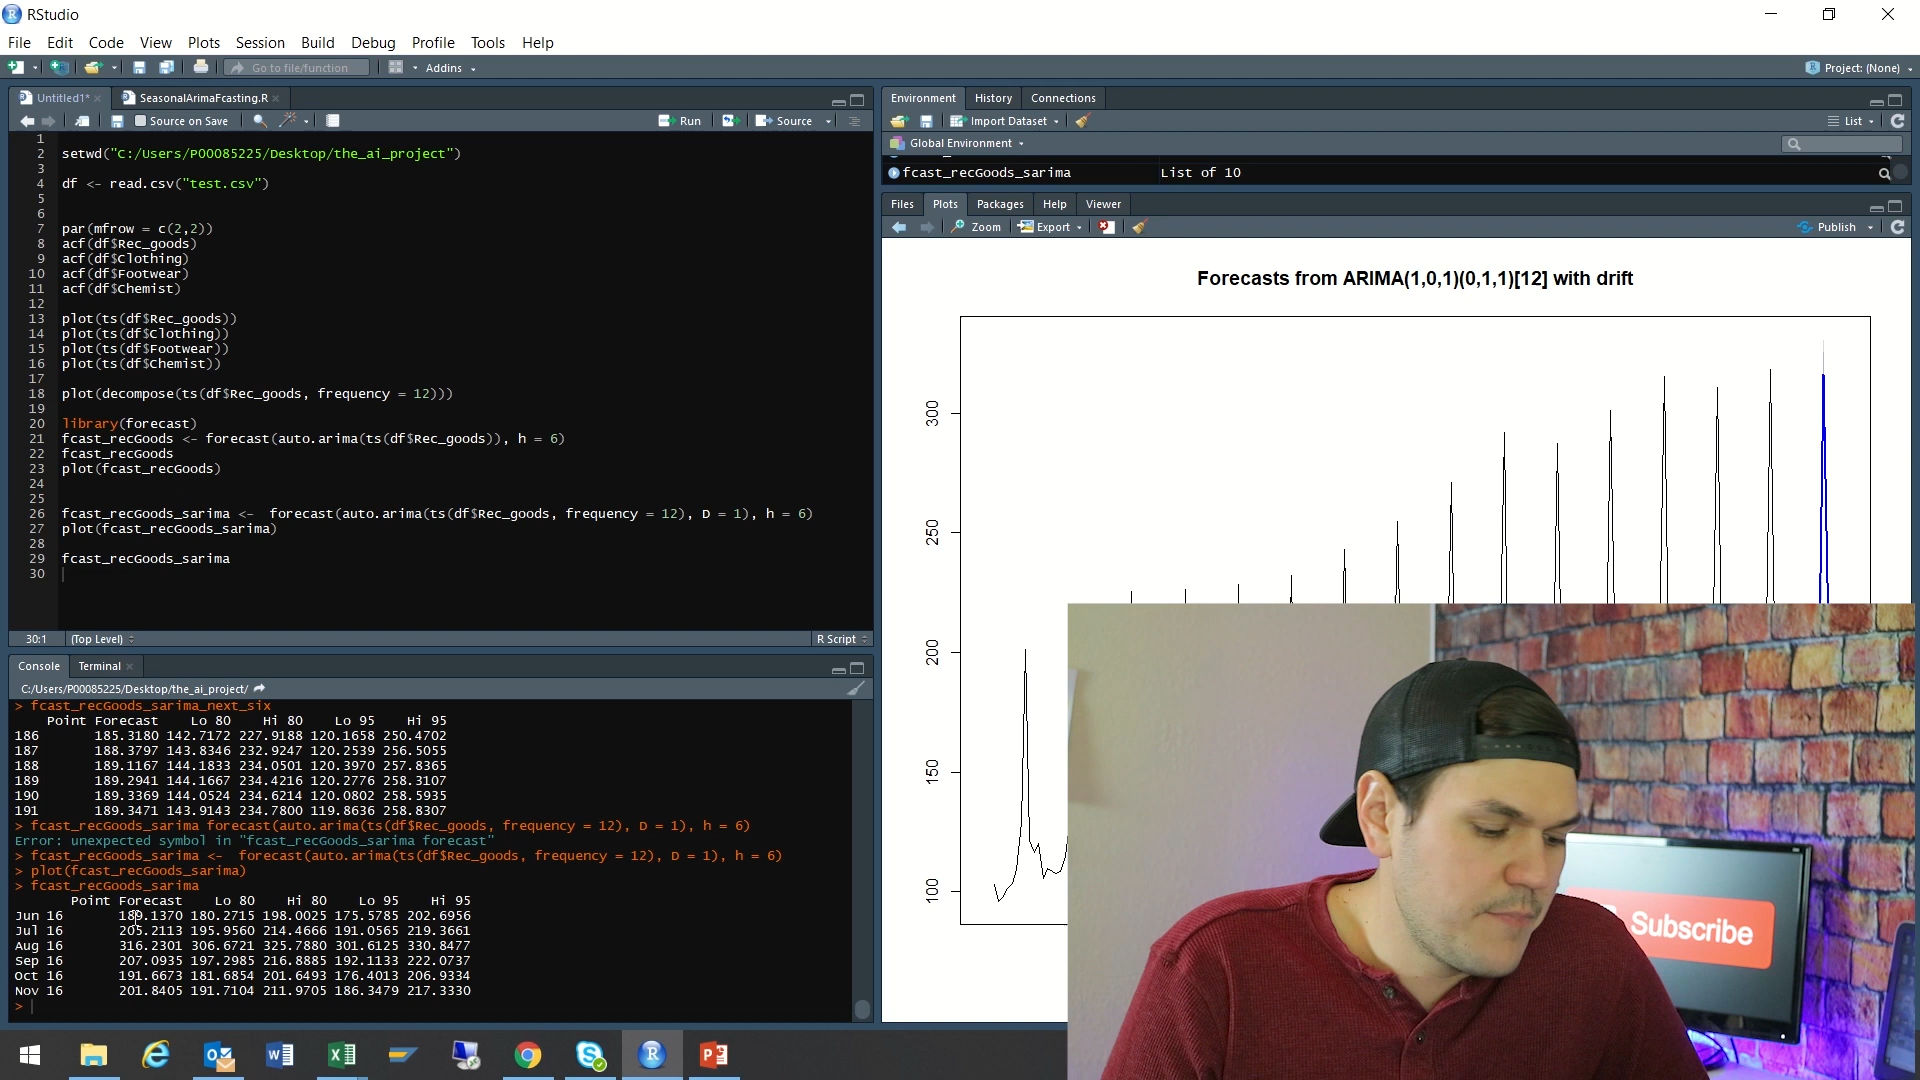 RStudio
File Edit Code View Plots Session Build Debug Profile Tools Help
Go to file/function Addins Project: (None)
Untitled1* SeasonalArimaFcasting.R
Source on Save Run Source
1
2 setwd("C:/Users/P00085225/Desktop/the_ai_project")
3
4 df <- read.csv("test.csv")
5
6
7 par(mfrow = c(2,2))
8 acf(df$Rec_goods)
9 acf(df$Clothing)
10 acf(df$Footwear)
11 acf(df$Chemist)
12
13 plot(ts(df$Rec_goods))
14 plot(ts(df$Clothing))
15 plot(ts(df$Footwear))
16 plot(ts(df$Chemist))
17
18 plot(decompose(ts(df$Rec_goods, frequency = 12)))
19
20 library(forecast)
21 fcast_recGoods <- forecast(auto.arima(ts(df$Rec_goods)), h = 6)
22 fcast_recGoods
23 plot(fcast_recGoods)
24
25
26 fcast_recGoods_sarima <-  forecast(auto.arima(ts(df$Rec_goods, frequency = 12), D = 1), h = 6)
27 plot(fcast_recGoods_sarima)
28
29 fcast_recGoods_sarima
30
30:1 (Top Level) R Script
Console Terminal
C:/Users/P00085225/Desktop/the_ai_project/
> fcast_recGoods_sarima_next_six
Point Forecast Lo 80 Hi 80 Lo 95 Hi 95
186 185.3180 142.7172 227.9188 120.1658 250.4702
187 188.3797 143.8346 232.9247 120.2539 256.5055
188 189.1167 144.1833 234.0501 120.3970 257.8365
189 189.2941 144.1667 234.4216 120.2776 258.3107
190 189.3369 144.0524 234.6214 120.0802 258.5935
191 189.3471 143.9143 234.7800 119.8636 258.8307
> fcast_recGoods_sarima forecast(auto.arima(ts(df$Rec_goods, frequency = 12), D = 1), h = 6)
Error: unexpected symbol in "fcast_recGoods_sarima forecast"
> fcast_recGoods_sarima <-  forecast(auto.arima(ts(df$Rec_goods, frequency = 12), D = 1), h = 6)
> plot(fcast_recGoods_sarima)
> fcast_recGoods_sarima
Point Forecast Lo 80 Hi 80 Lo 95 Hi 95
Jun 16 189.1370 180.2715 198.0025 175.5785 202.6956
Jul 16 205.2113 195.9560 214.4666 191.0565 219.3661
Aug 16 316.2301 306.6721 325.7880 301.6125 330.8477
Sep 16 207.0935 197.2985 216.8885 192.1133 222.0737
Oct 16 191.6673 181.6854 201.6493 176.4013 206.9334
Nov 16 201.8405 191.7104 211.9705 186.3479 217.3330
>
Environment History Connections
Import Dataset List
Global Environment
fcast_recGoods_sarima List of 10
Files Plots Packages Help Viewer
Zoom Export Publish
Forecasts from ARIMA(1,0,1)(0,1,1)[12] with drift
300
250
200
150
100
Subscribe